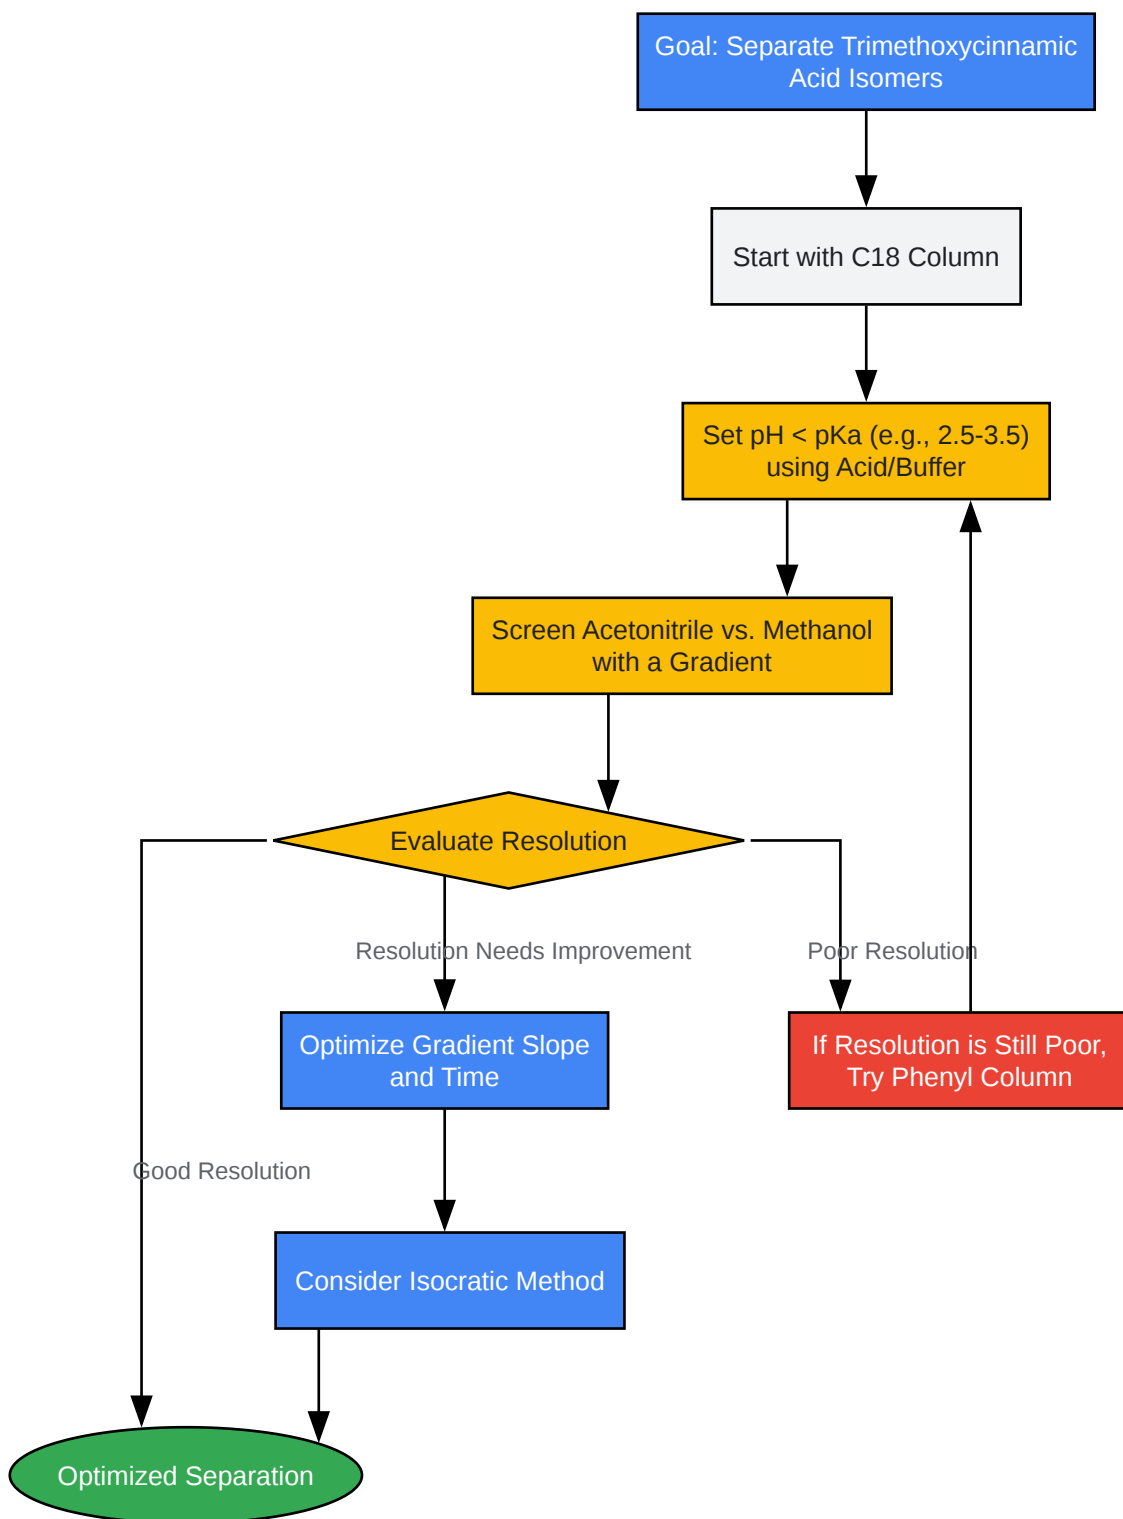 Goal: Separate Trimethoxycinnamic
Acid Isomers
Start with C18 Column
Set pH < pKa (e.g., 2.5-3.5)
using Acid/Buffer
Screen Acetonitrile vs. Methanol
with a Gradient
Evaluate Resolution
Resolution Needs Improvement
Poor Resolution
Optimize Gradient Slope
and Time
If Resolution is Still Poor,
Try Phenyl Column
Good Resolution
Consider Isocratic Method
Optimized Separation